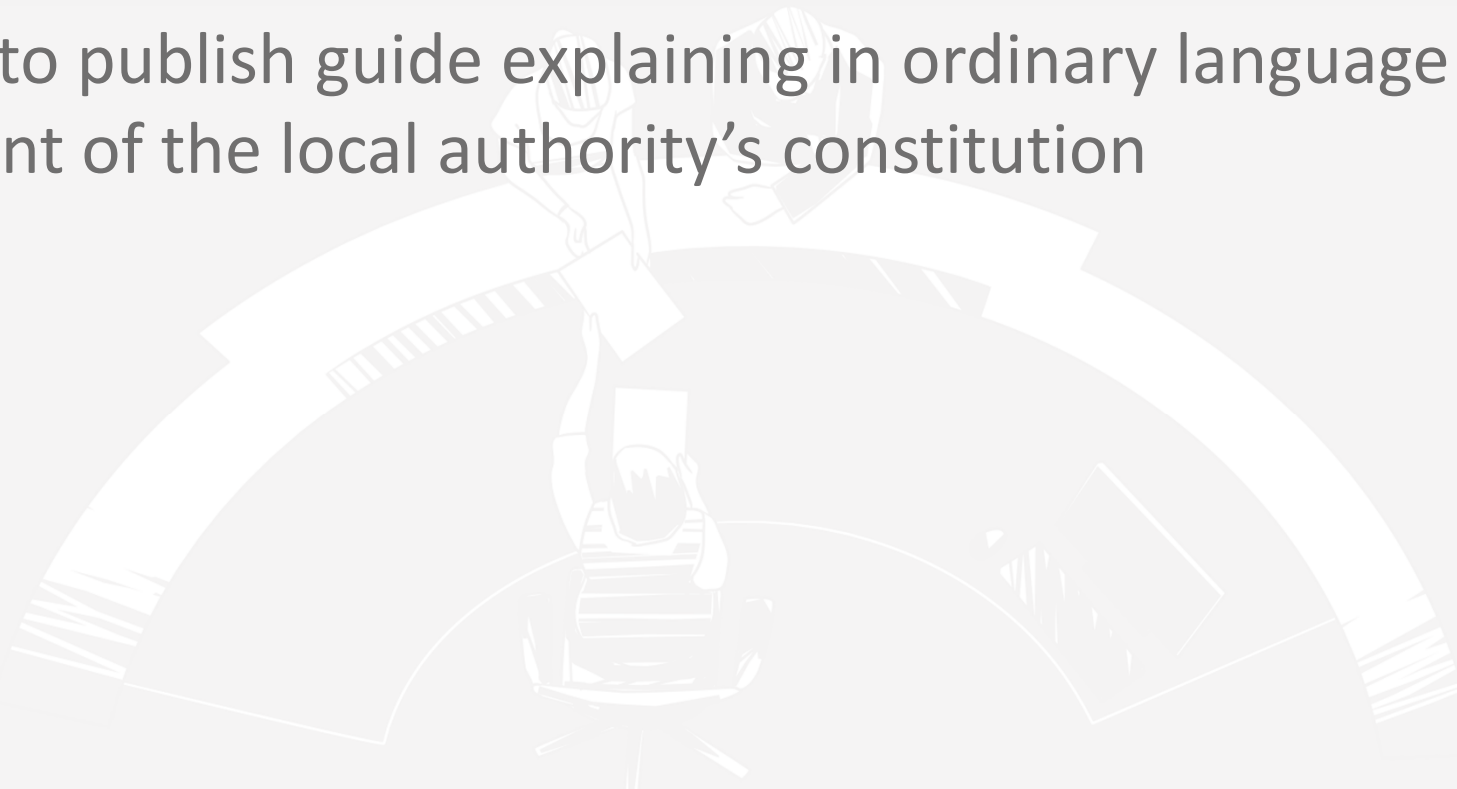 to publish guide explaining in ordinary language
nt of the local authority’s constitution